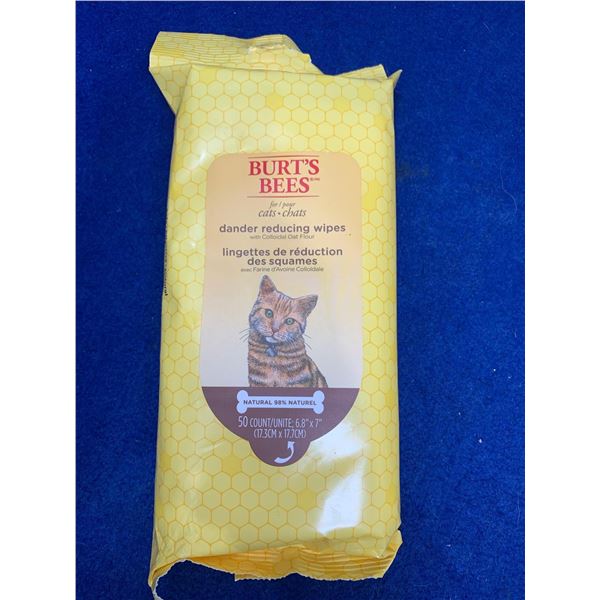 BURT'S
BEES
for / pour
cats • chats
dander reducing wipes
with Colloidal Oat Flour
lingettes de réduction
des squames
avec Farine d'Avoine Colloïdale
NATURAL 98% NATUREL
50 COUNT/UNITE; 6.8" x 7"
(17.3CM x 17.7CM)